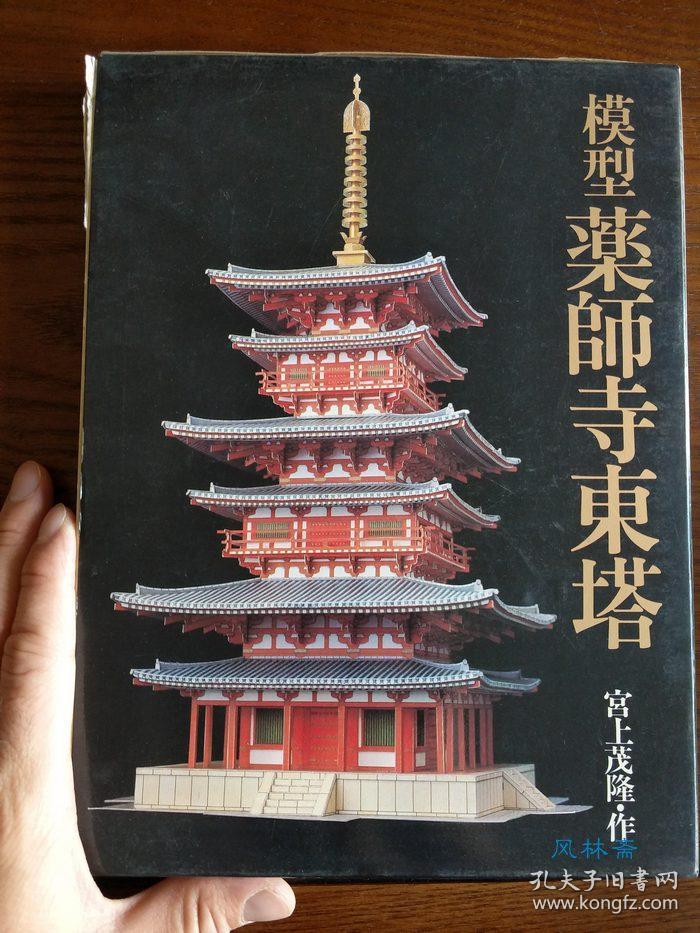 模型 薬師寺東塔
宮上茂隆・作
风林斋
孔夫子旧书网
www.kongfz.com